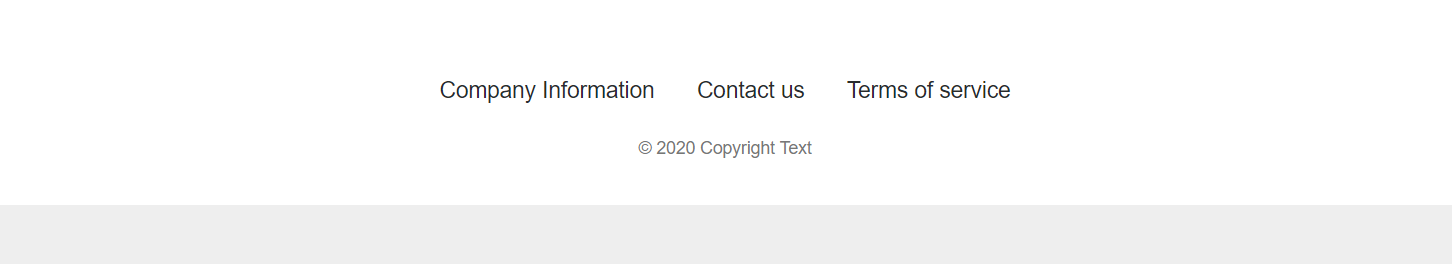 Company Information Contact us Terms of service
© 2020 Copyright Text